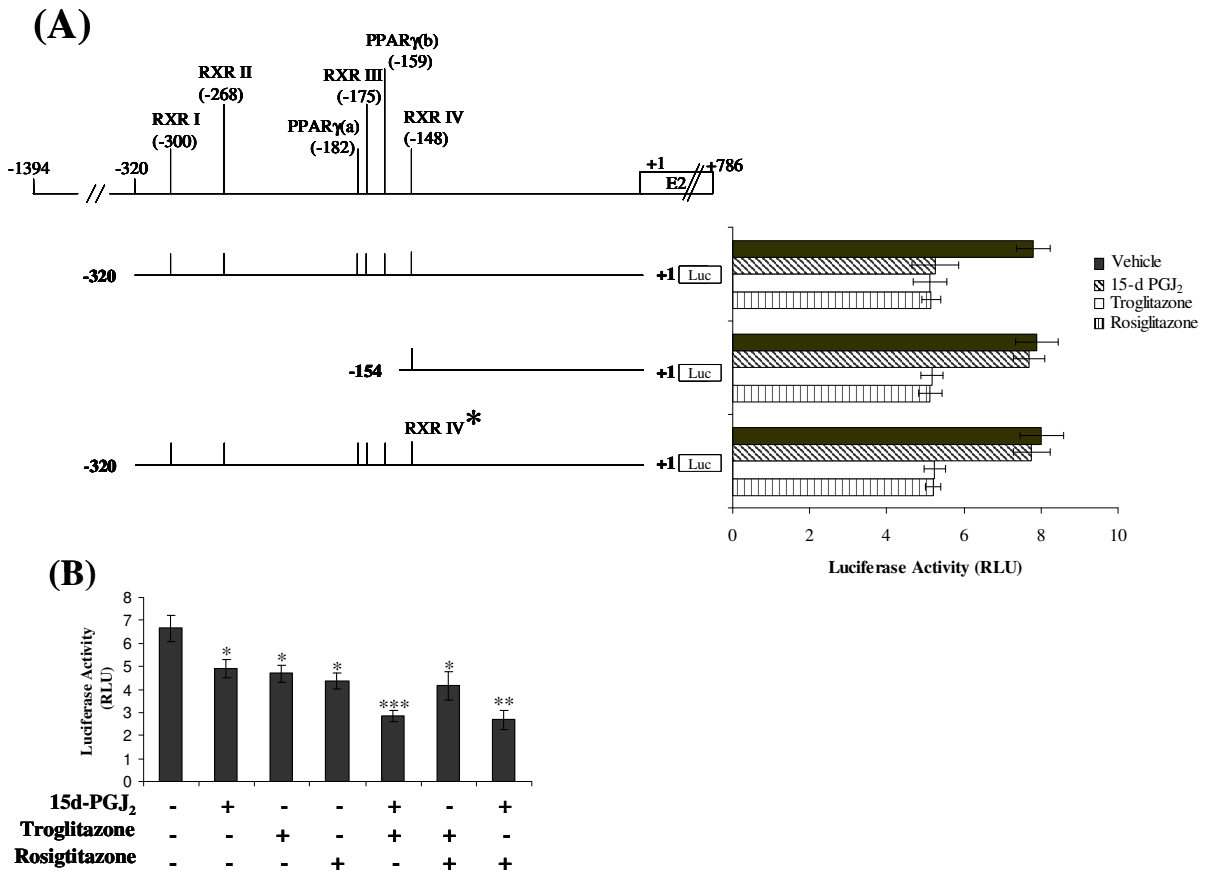 (A)
PPARγ(b)
(-159)
RXR II
(-268)
RXR III
(-175)
RXR I
(-300)
PPARγ(a)
(-182)
RXR IV
(-148)
-1394
-320
+1
+786
E2
-320
+1
Luc
-154
+1
Luc
RXR IV*
-320
+1
Luc
Vehicle
15-d PGJ₂
Troglitazone
Rosiglitazone
0 2 4 6 8 10
Luciferase Activity (RLU)
(B)
Luciferase Activity
(RLU)
8
7
6
5
4
3
2
1
0
* * * *** * **
15d-PGJ₂ - + - - + - +
Troglitazone - - + - + + -
Rosigtitazone - - - + - + +